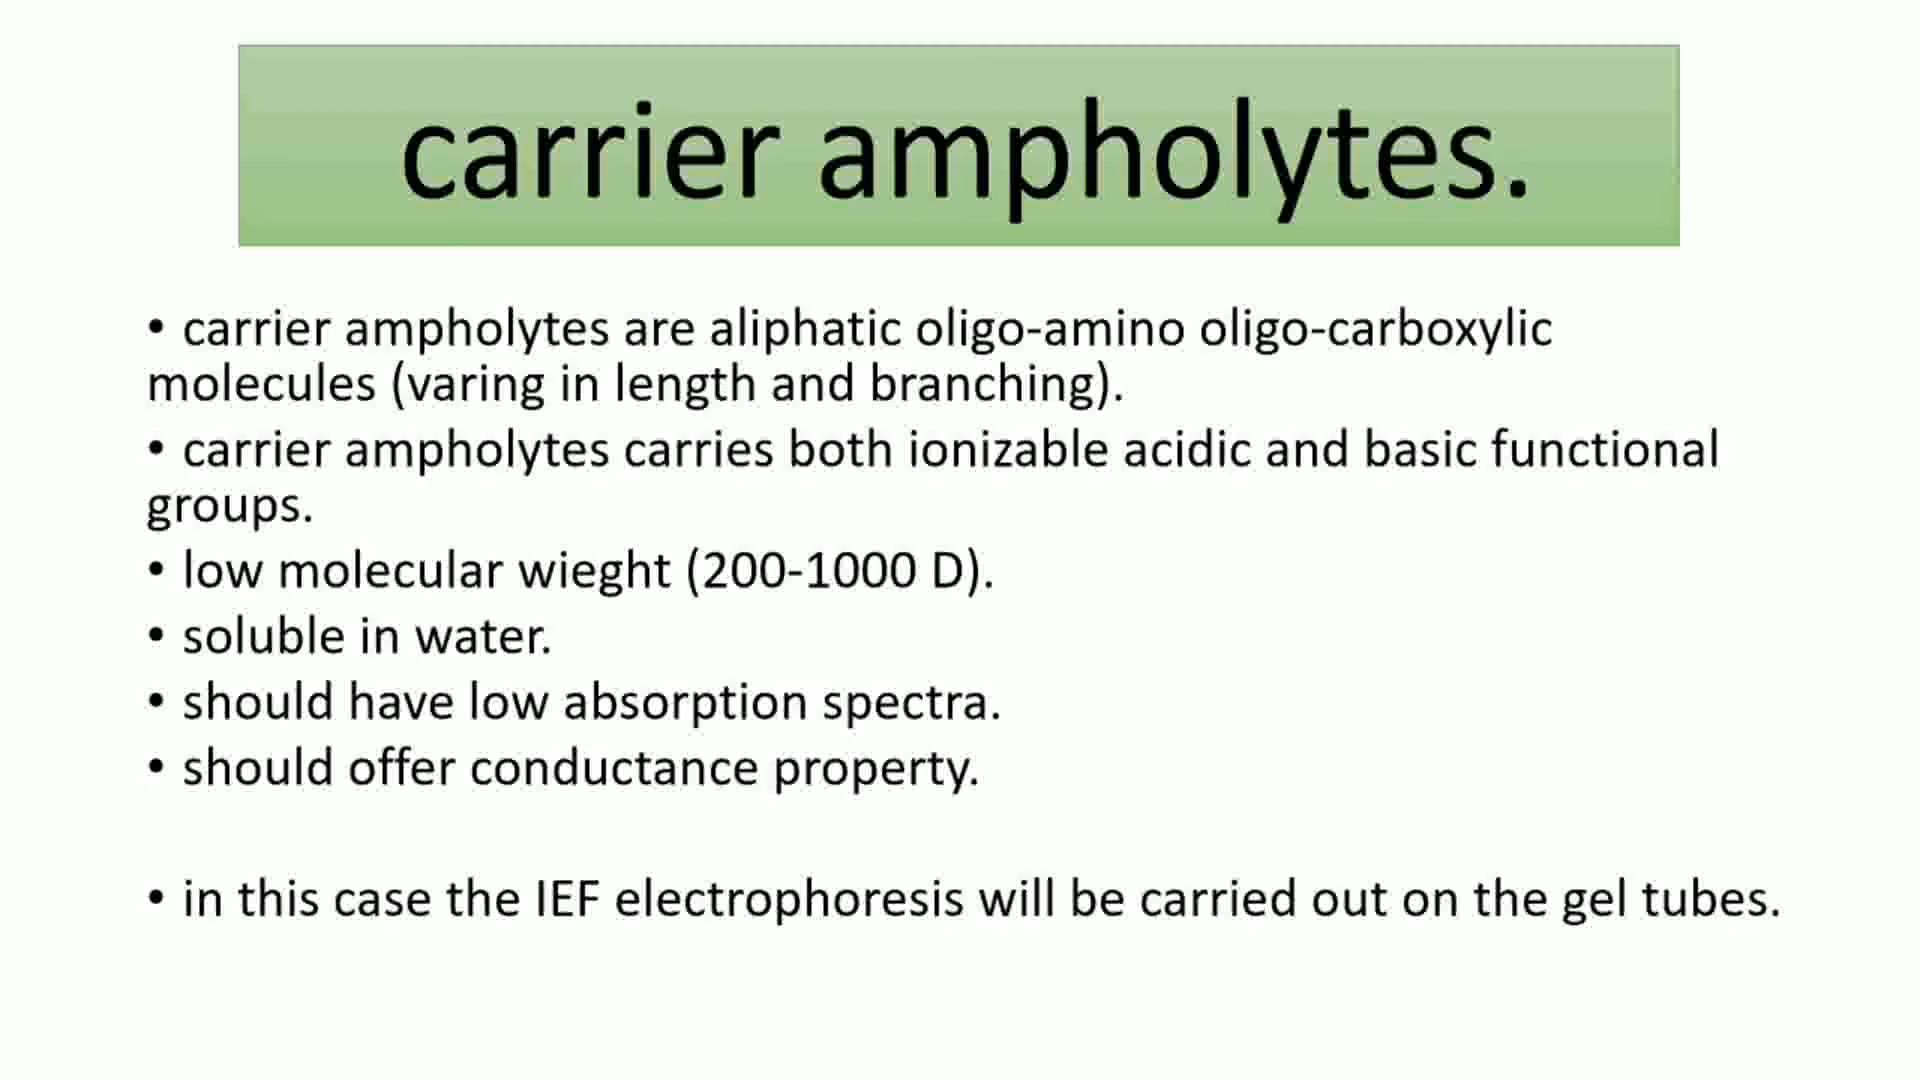 carrier ampholytes.
• carrier ampholytes are aliphatic oligo-amino oligo-carboxylic
molecules (varing in length and branching).
• carrier ampholytes carries both ionizable acidic and basic functional
groups.
• low molecular wieght (200-1000 D).
• soluble in water.
• should have low absorption spectra.
• should offer conductance property.
• in this case the IEF electrophoresis will be carried out on the gel tubes.